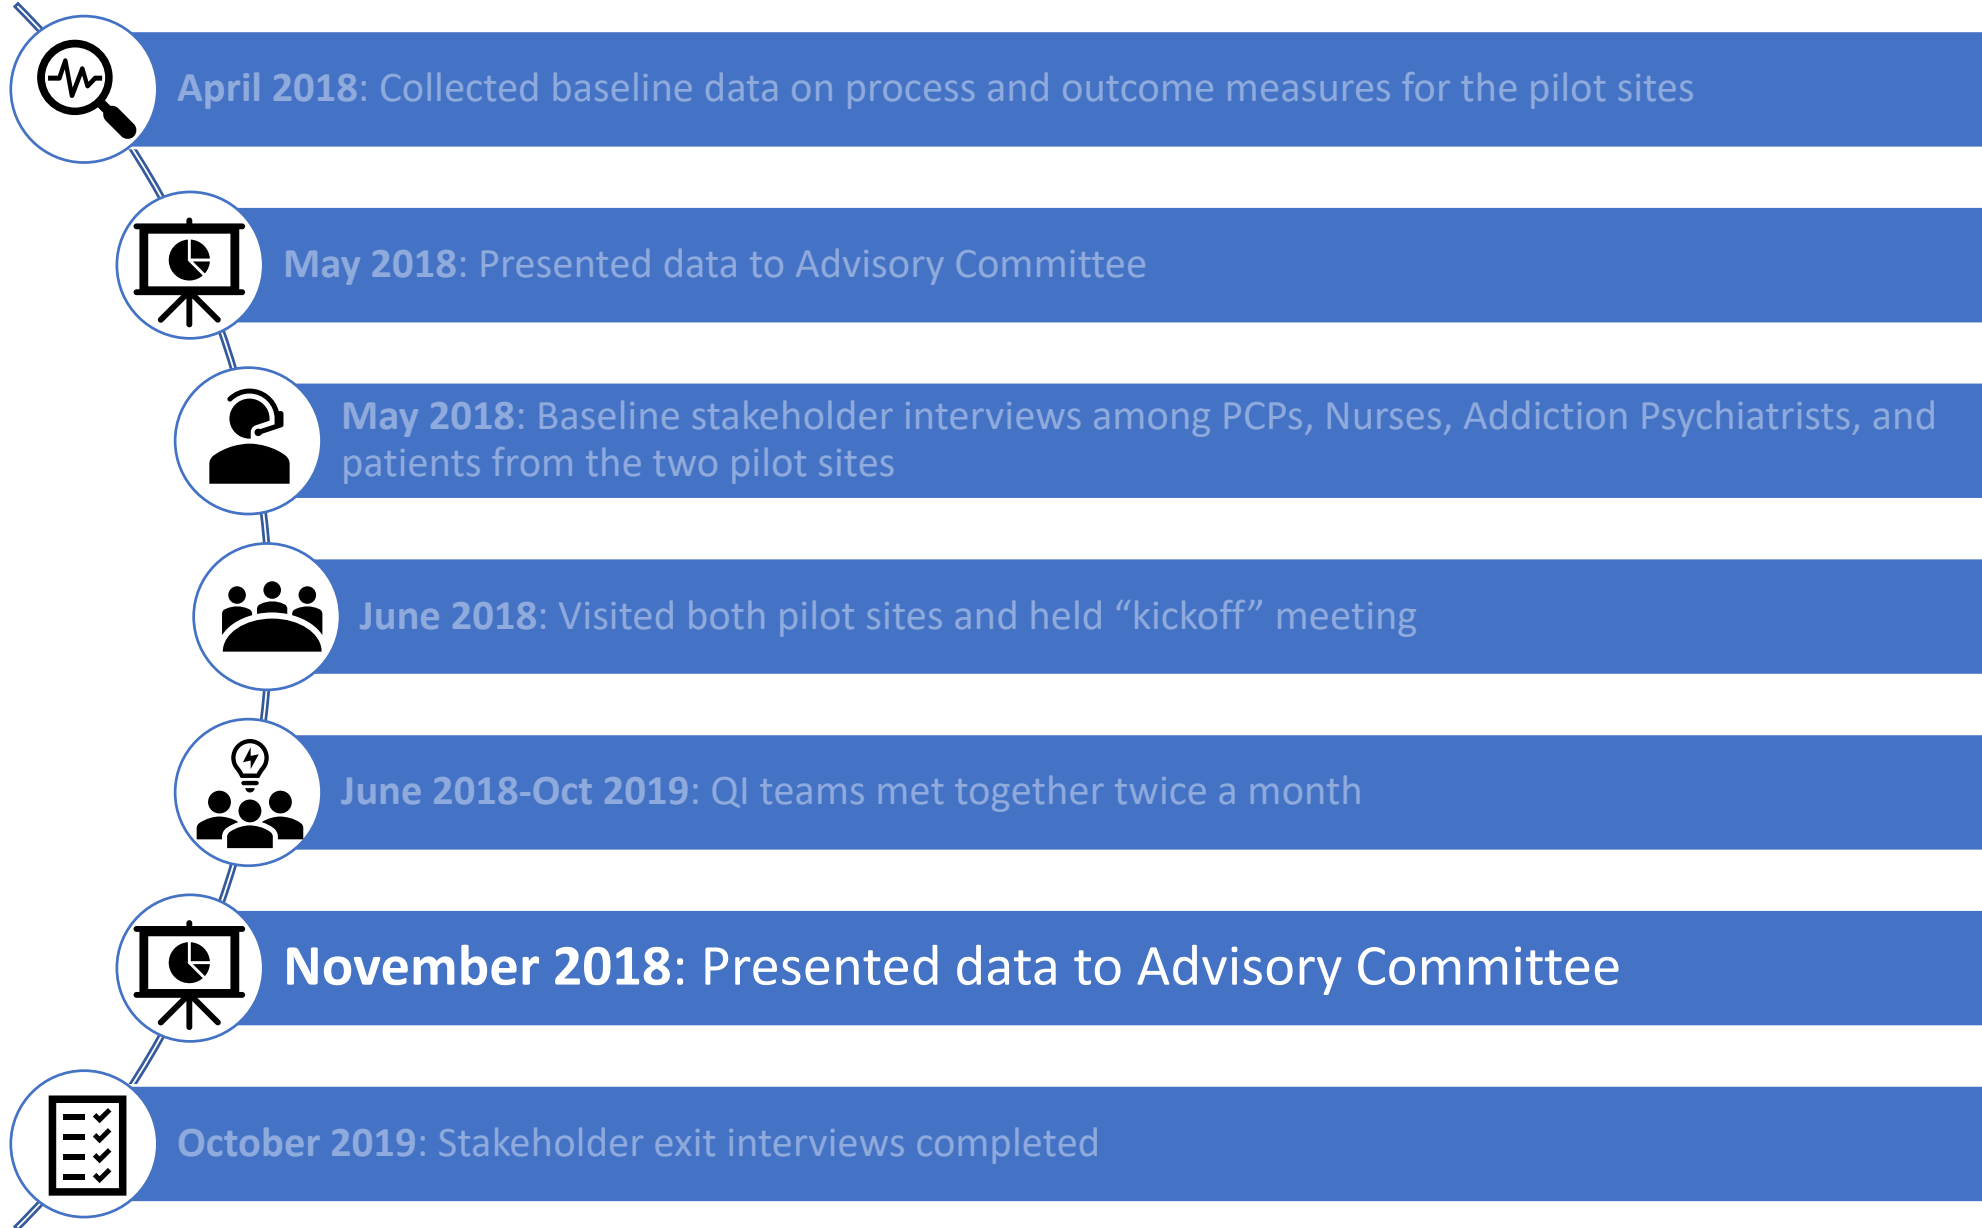 April 2018: Collected baseline data on process and outcome measures for the pilot sites
May 2018: Presented data to Advisory Committee
May 2018: Baseline stakeholder interviews among PCPs, Nurses, Addiction Psychiatrists, and
patients from the two pilot sites
June 2018: Visited both pilot sites and held “kickoff” meeting
June 2018-Oct 2019: QI teams met together twice a month
November 2018: Presented data to Advisory Committee
October 2019: Stakeholder exit interviews completed